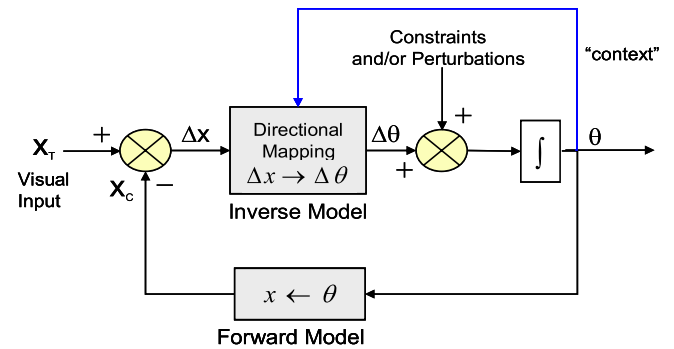 Constraints
and/or Perturbations
“context”
+
X_T
Visual
Input
+
X_C
−
Δx
Directional
Mapping
Δx → Δθ
Inverse Model
Δθ
+
∫
θ
x ← θ
Forward Model